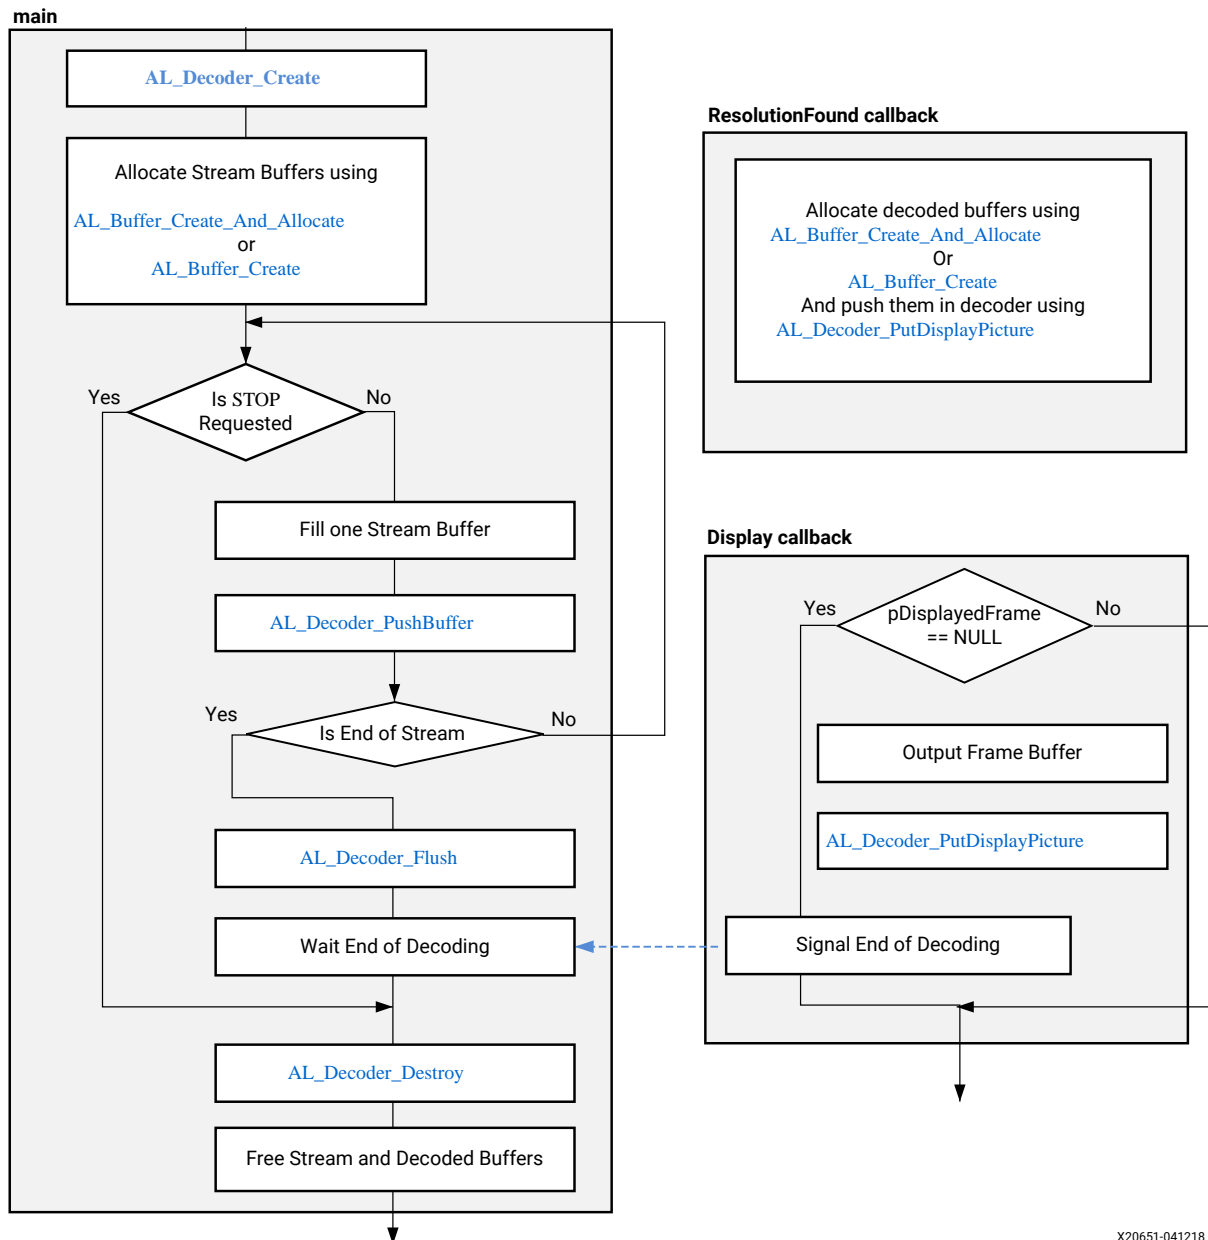 main
AL_Decoder_Create
Allocate Stream Buffers using
AL_Buffer_Create_And_Allocate
or
AL_Buffer_Create
Yes
Is STOP
Requested
No
Fill one Stream Buffer
AL_Decoder_PushBuffer
Yes
Is End of Stream
No
AL_Decoder_Flush
Wait End of Decoding
AL_Decoder_Destroy
Free Stream and Decoded Buffers
ResolutionFound callback
Allocate decoded buffers using
AL_Buffer_Create_And_Allocate
Or
AL_Buffer_Create
And push them in decoder using
AL_Decoder_PutDisplayPicture
Display callback
Yes
pDisplayedFrame
== NULL
No
Output Frame Buffer
AL_Decoder_PutDisplayPicture
Signal End of Decoding
X20651-041218